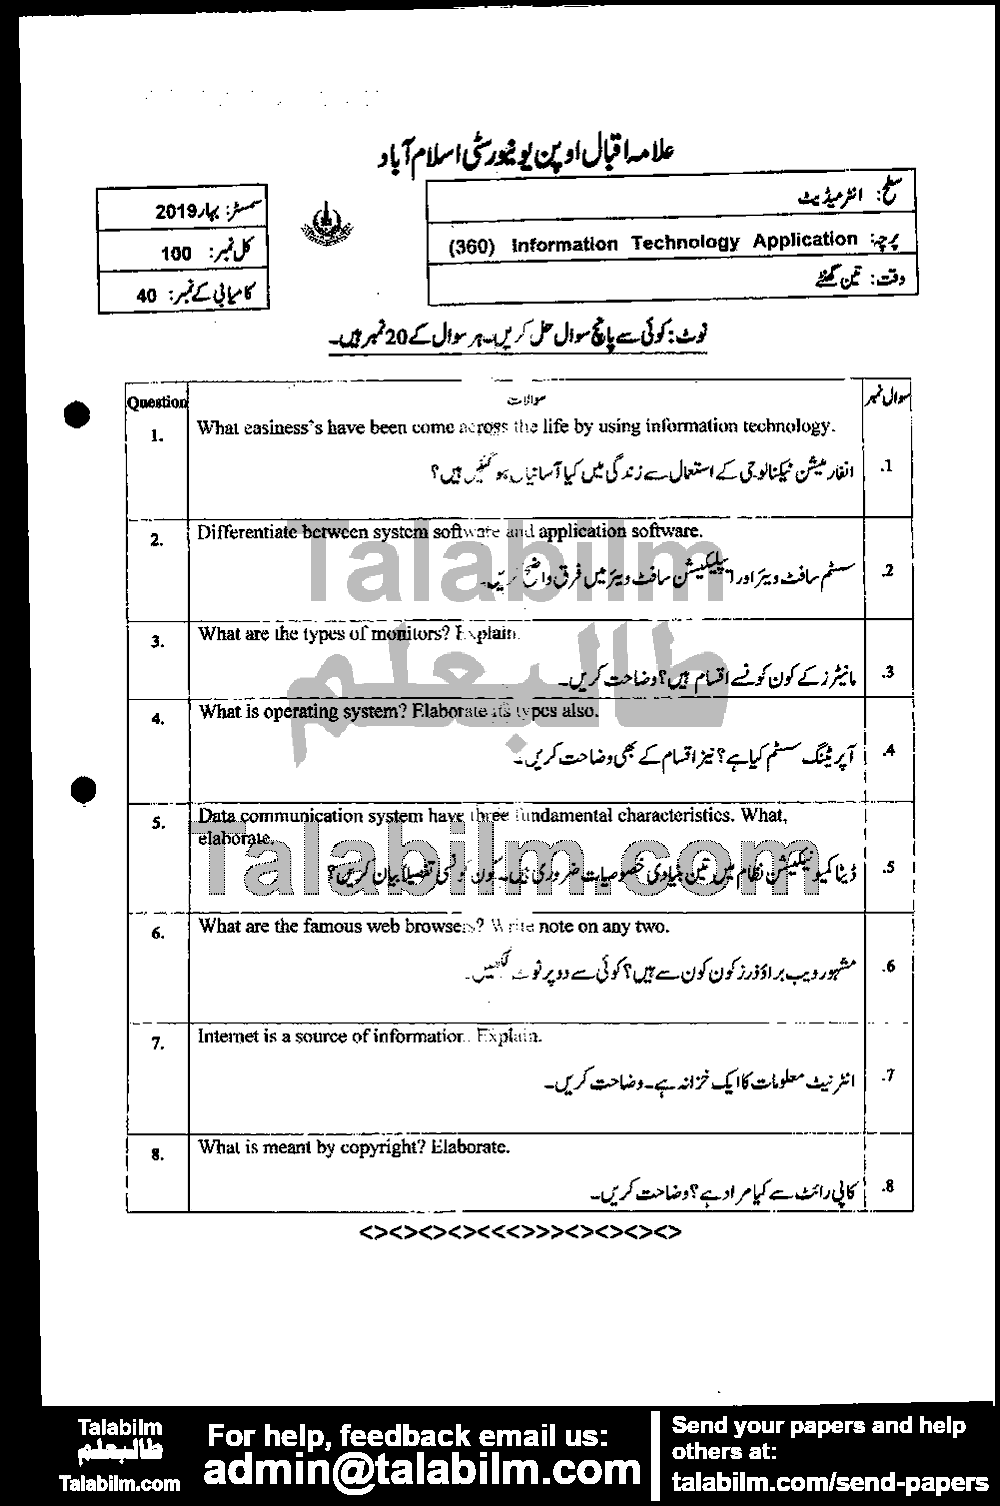 علامہ اقبال اوپن یونیورسٹی اسلام آباد
سطح: انٹرمیڈیٹ
پرچہ: Information Technology Application (360)
وقت: تین گھنٹے
سمسٹر: بہار 2019
کل نمبر: 100
کامیابی کے نمبر: 40
نوٹ: کوئی سے پانچ سوال حل کریں۔ ہر سوال کے 20 نمبر ہیں۔
Question سوالات سوال نمبر
1. What easiness's have been come across the life by using information technology.
انفارمیشن ٹیکنالوجی کے استعمال سے زندگی میں کیا آسانیاں ہو گئیں ہیں؟ .1
2. Differentiate between system software and application software.
سسٹم سافٹ ویئر اور ایپلیکیشن سافٹ ویئر میں فرق واضح کریں۔ .2
3. What are the types of monitors? Explain.
مانیٹرز کے کون کونسے اقسام ہیں؟ وضاحت کریں۔ .3
4. What is operating system? Elaborate its types also.
آپریٹنگ سسٹم کیا ہے؟ نیز اقسام کے بھی وضاحت کریں۔ .4
5. Data communication system have three fundamental characteristics. What,
elaborate.
ڈیٹا کمیونیکیشن نظام میں تین بنیادی خصوصیات ضروری ہیں۔ کون کونسی تفصیلاً بیان کریں؟ .5
6. What are the famous web browsers? Write note on any two.
مشہور ویب براؤذرز کون کون سے ہیں؟ کوئی سے دو پر نوٹ لکھیں۔ .6
7. Internet is a source of information. Explain.
انٹرنیٹ معلومات کا ایک خزانہ ہے۔ وضاحت کریں۔ .7
8. What is meant by copyright? Elaborate.
کاپی رائٹ سے کیا مراد ہے؟ وضاحت کریں۔ .8
<><><><><<<>>><><><><>
Talabilm
طالبعلم
Talabilm.com
Talabilm
طالبعلم
Talabilm.com
For help, feedback email us:
admin@talabilm.com
Send your papers and help
others at:
talabilm.com/send-papers